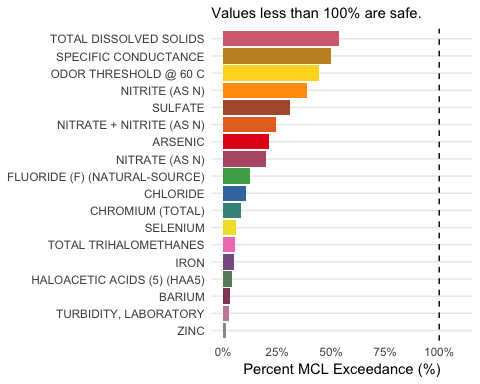 Values less than 100% are safe.
TOTAL DISSOLVED SOLIDS
SPECIFIC CONDUCTANCE
ODOR THRESHOLD @ 60 C
NITRITE (AS N)
SULFATE
NITRATE + NITRITE (AS N)
ARSENIC
NITRATE (AS N)
FLUORIDE (F) (NATURAL-SOURCE)
CHLORIDE
CHROMIUM (TOTAL)
SELENIUM
TOTAL TRIHALOMETHANES
IRON
HALOACETIC ACIDS (5) (HAA5)
BARIUM
TURBIDITY, LABORATORY
ZINC
0% 25% 50% 75% 100%
Percent MCL Exceedance (%)